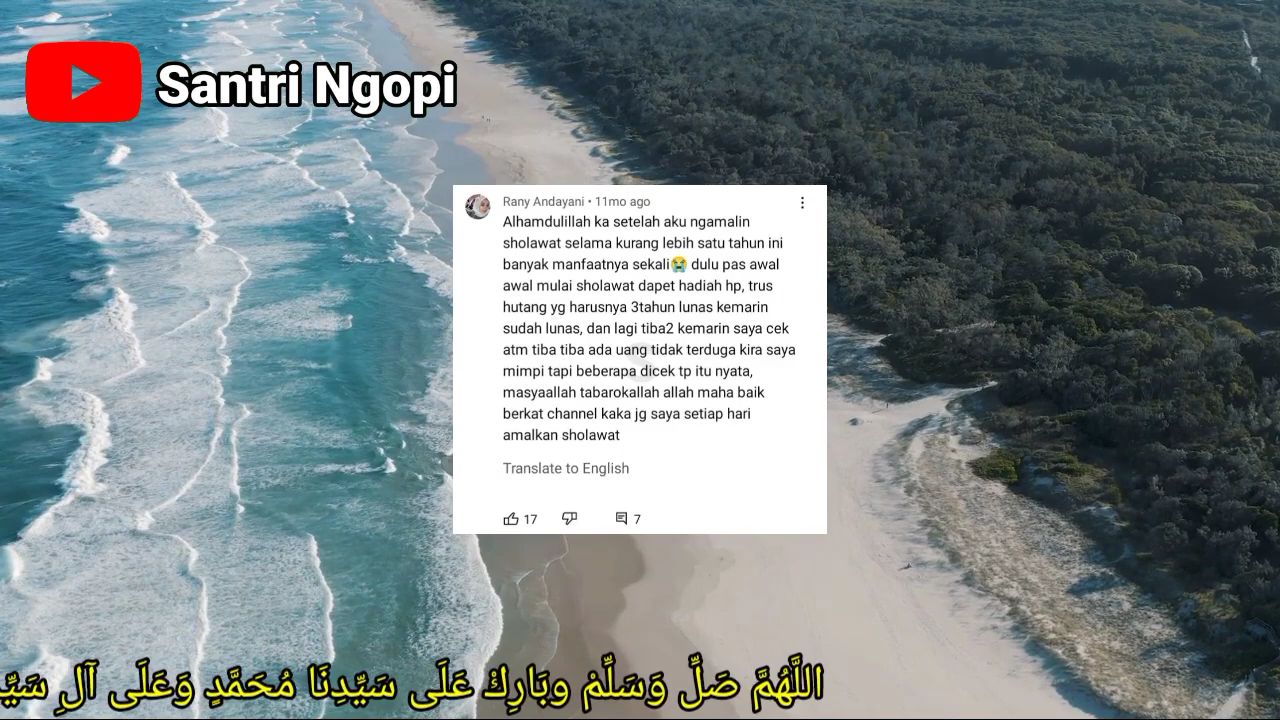 Santri Ngopi
Rany Andayani • 11mo ago
Alhamdulillah ka setelah aku ngamalin
sholawat selama kurang lebih satu tahun ini
banyak manfaatnya sekali😭 dulu pas awal
awal mulai sholawat dapet hadiah hp, trus
hutang yg harusnya 3tahun lunas kemarin
sudah lunas, dan lagi tiba2 kemarin saya cek
atm tiba tiba ada uang tidak terduga kira saya
mimpi tapi beberapa dicek tp itu nyata,
masyaallah tabarokallah allah maha baik
berkat channel kaka jg saya setiap hari
amalkan sholawat
Translate to English
17 7
اللَّهُمَّ صَلِّ وَسَلِّمْ وبَارِكْ عَلَى سَيِّدِنَا مُحَمَّدٍ وَعَلَى آلِ